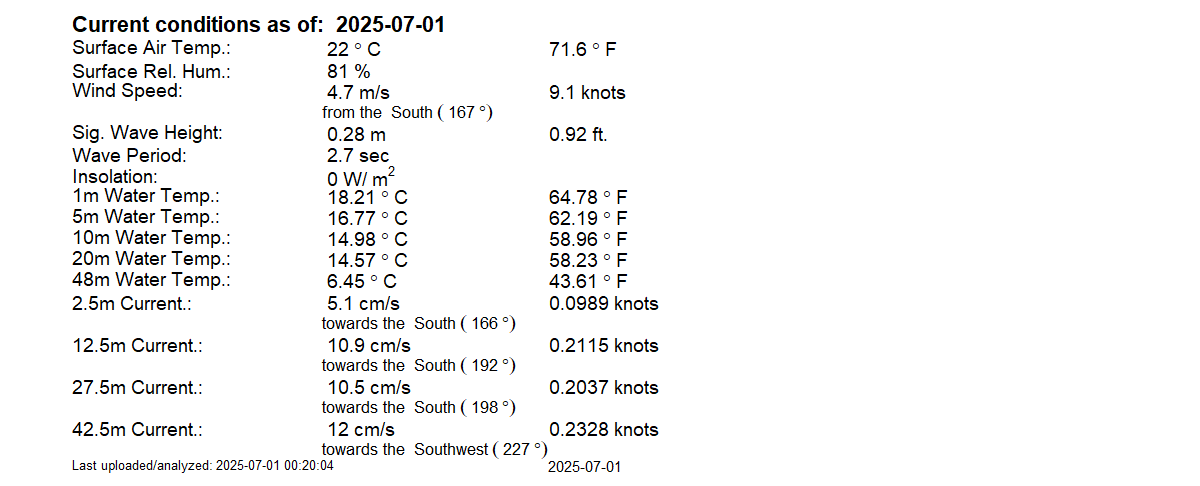 Current conditions as of: 2025-07-01
Surface Air Temp.: 22 ° C 71.6 ° F
Surface Rel. Hum.: 81 %
Wind Speed: 4.7 m/s 9.1 knots
from the South ( 167 °)
Sig. Wave Height: 0.28 m 0.92 ft.
Wave Period: 2.7 sec
Insolation: 0 W/ m²
1m Water Temp.: 18.21 ° C 64.78 ° F
5m Water Temp.: 16.77 ° C 62.19 ° F
10m Water Temp.: 14.98 ° C 58.96 ° F
20m Water Temp.: 14.57 ° C 58.23 ° F
48m Water Temp.: 6.45 ° C 43.61 ° F
2.5m Current.: 5.1 cm/s 0.0989 knots
towards the South ( 166 °)
12.5m Current.: 10.9 cm/s 0.2115 knots
towards the South ( 192 °)
27.5m Current.: 10.5 cm/s 0.2037 knots
towards the South ( 198 °)
42.5m Current.: 12 cm/s 0.2328 knots
towards the Southwest ( 227 °)
Last uploaded/analyzed: 2025-07-01 00:20:04 2025-07-01